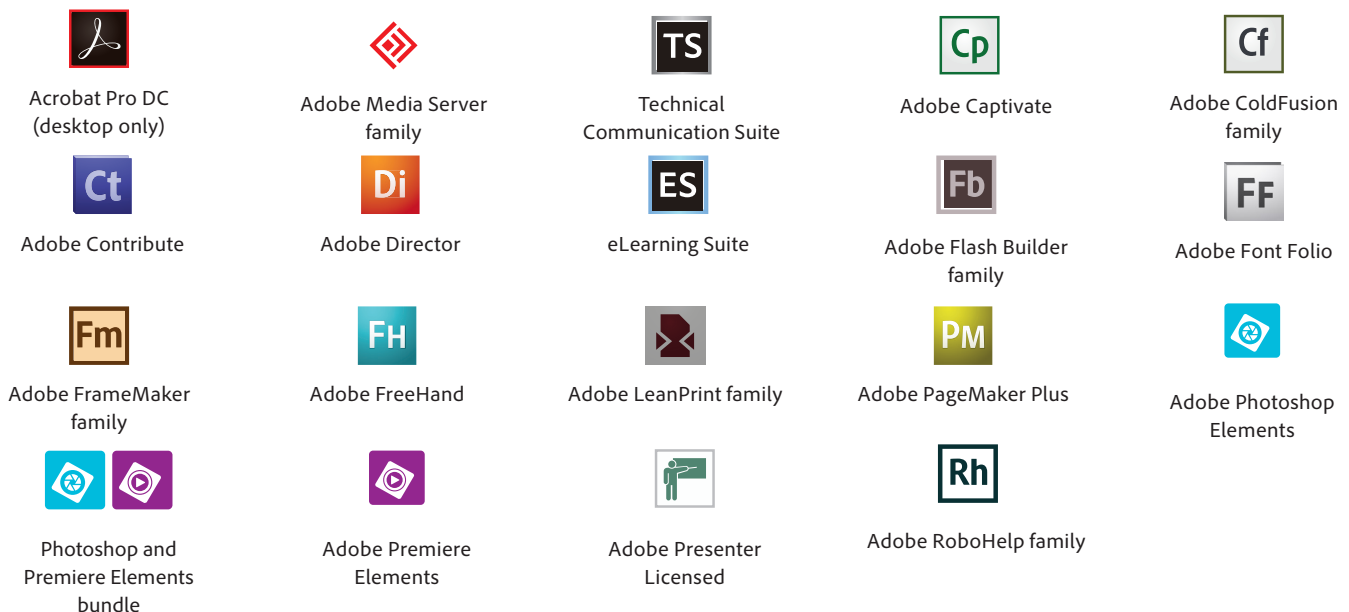 TS
Cp
Cf
Acrobat Pro DC
(desktop only)
Adobe Media Server
family
Technical
Communication Suite
Adobe Captivate
Adobe ColdFusion
family
Ct
Di
ES
Fb
FF
Adobe Contribute
Adobe Director
eLearning Suite
Adobe Flash Builder
family
Adobe Font Folio
Fm
FH
PM
Adobe FrameMaker
family
Adobe FreeHand
Adobe LeanPrint family
Adobe PageMaker Plus
Adobe Photoshop
Elements
Rh
Photoshop and
Premiere Elements
bundle
Adobe Premiere
Elements
Adobe Presenter
Licensed
Adobe RoboHelp family